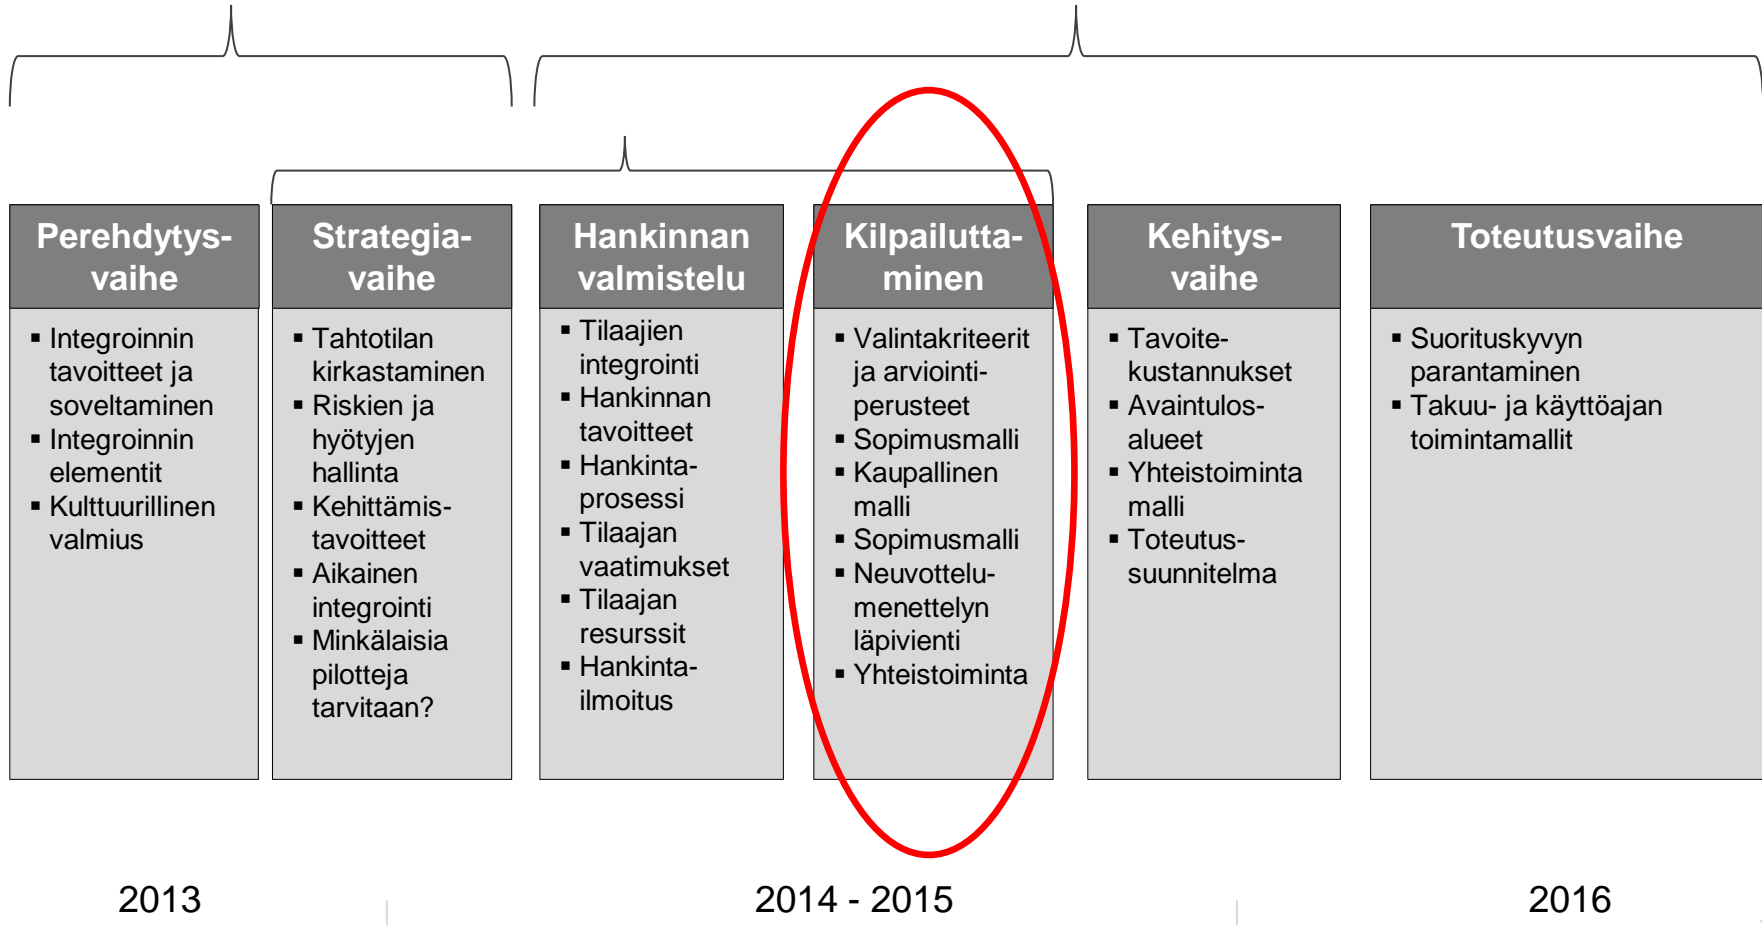 Perehdytys-
vaihe
▪ Integroinnin
tavoitteet ja
soveltaminen
▪ Integroinnin
elementit
▪ Kulttuurillinen
valmius
Strategia-
vaihe
▪ Tahtotilan
kirkastaminen
▪ Riskien ja
hyötyjen
hallinta
▪ Kehittämis-
tavoitteet
▪ Aikainen
integrointi
▪ Minkälaisia
pilotteja
tarvitaan?
Hankinnan
valmistelu
▪ Tilaajien
integrointi
▪ Hankinnan
tavoitteet
▪ Hankinta-
prosessi
▪ Tilaajan
vaatimukset
▪ Tilaajan
resurssit
▪ Hankinta-
ilmoitus
Kilpailutta-
minen
▪ Valintakriteerit
ja arviointi-
perusteet
▪ Sopimusmalli
▪ Kaupallinen
malli
▪ Sopimusmalli
▪ Neuvottelu-
menettelyn
läpivienti
▪ Yhteistoiminta
Kehitys-
vaihe
▪ Tavoite-
kustannukset
▪ Avaintulos-
alueet
▪ Yhteistoiminta
malli
▪ Toteutus-
suunnitelma
Toteutusvaihe
▪ Suorituskyvyn
parantaminen
▪ Takuu- ja käyttöajan
toimintamallit
2013
2014 - 2015
2016